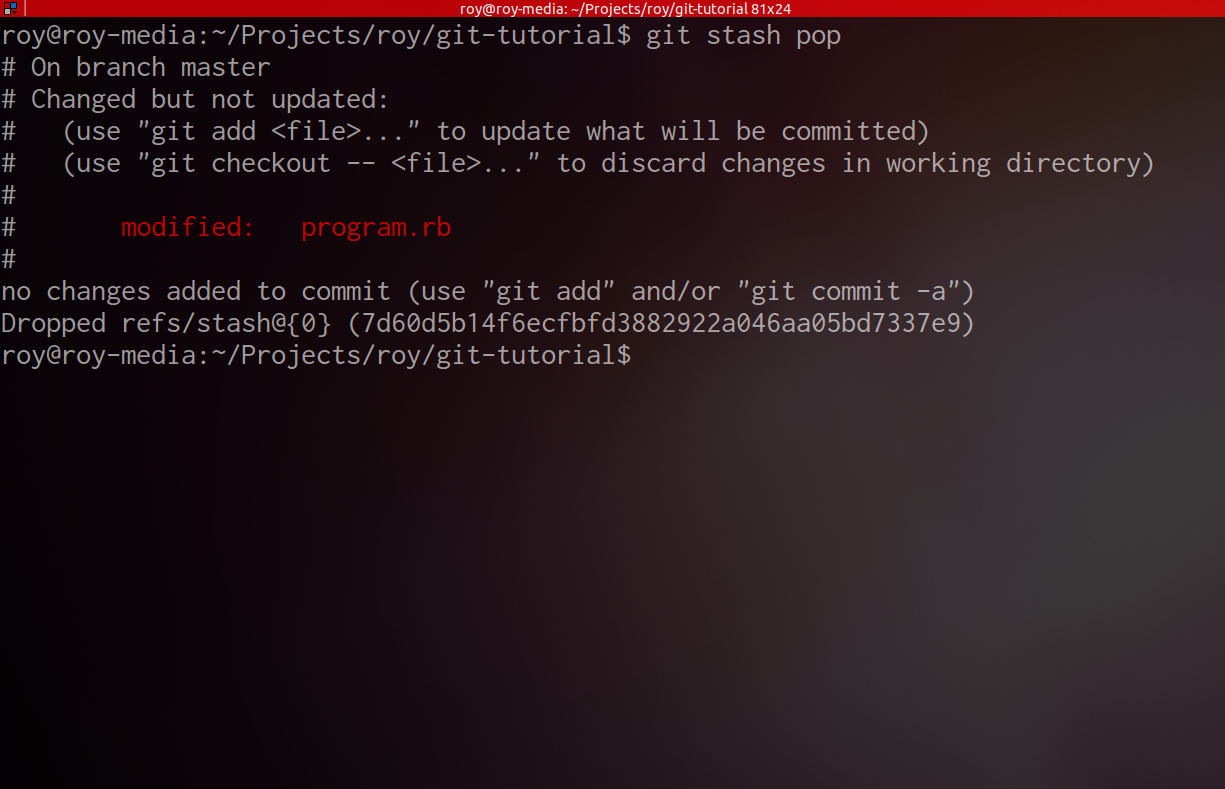 roy@roy-media: ~/Projects/roy/git-tutorial 81x24
roy@roy-media:~/Projects/roy/git-tutorial$ git stash pop
# On branch master
# Changed but not updated:
#   (use "git add <file>..." to update what will be committed)
#   (use "git checkout -- <file>..." to discard changes in working directory)
#
#       modified:   program.rb
#
no changes added to commit (use "git add" and/or "git commit -a")
Dropped refs/stash@{0} (7d60d5b14f6ecfbfd3882922a046aa05bd7337e9)
roy@roy-media:~/Projects/roy/git-tutorial$